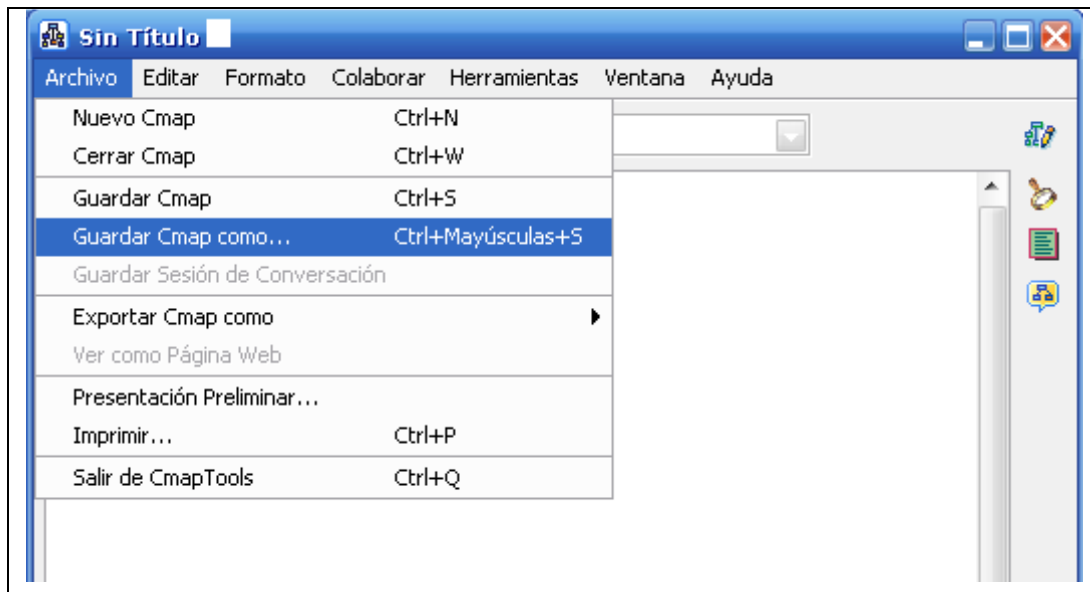 Sin Título
Archivo Editar Formato Colaborar Herramientas Ventana Ayuda
Nuevo Cmap Ctrl+N
Cerrar Cmap Ctrl+W
Guardar Cmap Ctrl+S
Guardar Cmap como... Ctrl+Mayúsculas+S
Guardar Sesión de Conversación
Exportar Cmap como
Ver como Página Web
Presentación Preliminar...
Imprimir... Ctrl+P
Salir de CmapTools Ctrl+Q